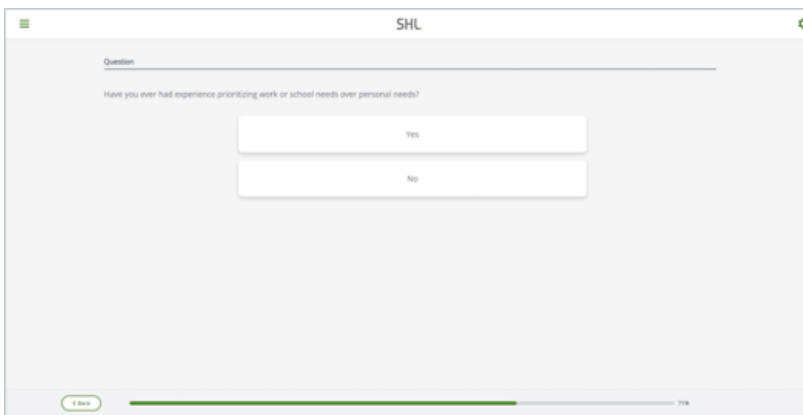 SHL
Question
Have you ever had experience prioritizing work or school needs over personal needs?
Yes
No
< Back
71%